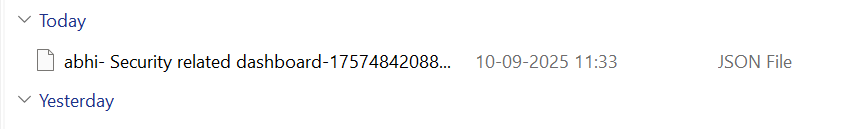 Today
abhi- Security related dashboard-17574842088... 10-09-2025 11:33 JSON File
Yesterday